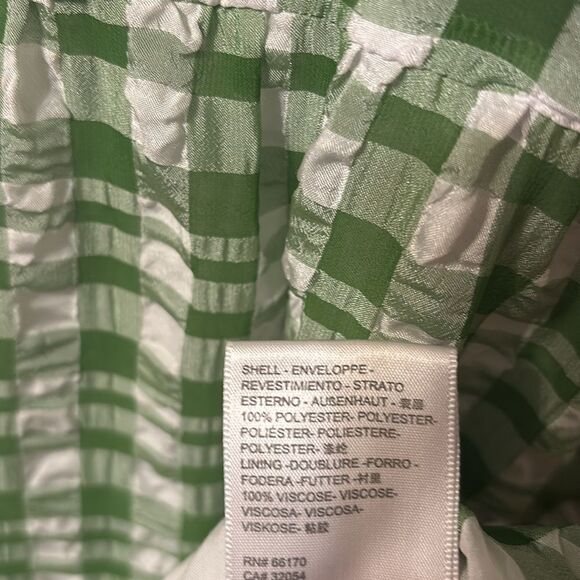 SHELL - ENVELOPPE -
REVESTIMIENTO - STRATO
ESTERNO - AUßENHAUT - 表层
100% POLYESTER- POLYESTER-
POLIÉSTER- POLIESTERE-
POLYESTER- 涤纶
LINING -DOUBLURE -FORRO -
FODERA -FUTTER - 衬里
100% VISCOSE- VISCOSE-
VISCOSA- VISCOSA-
VISKOSE- 粘胶
RN# 66170
CA# 32054